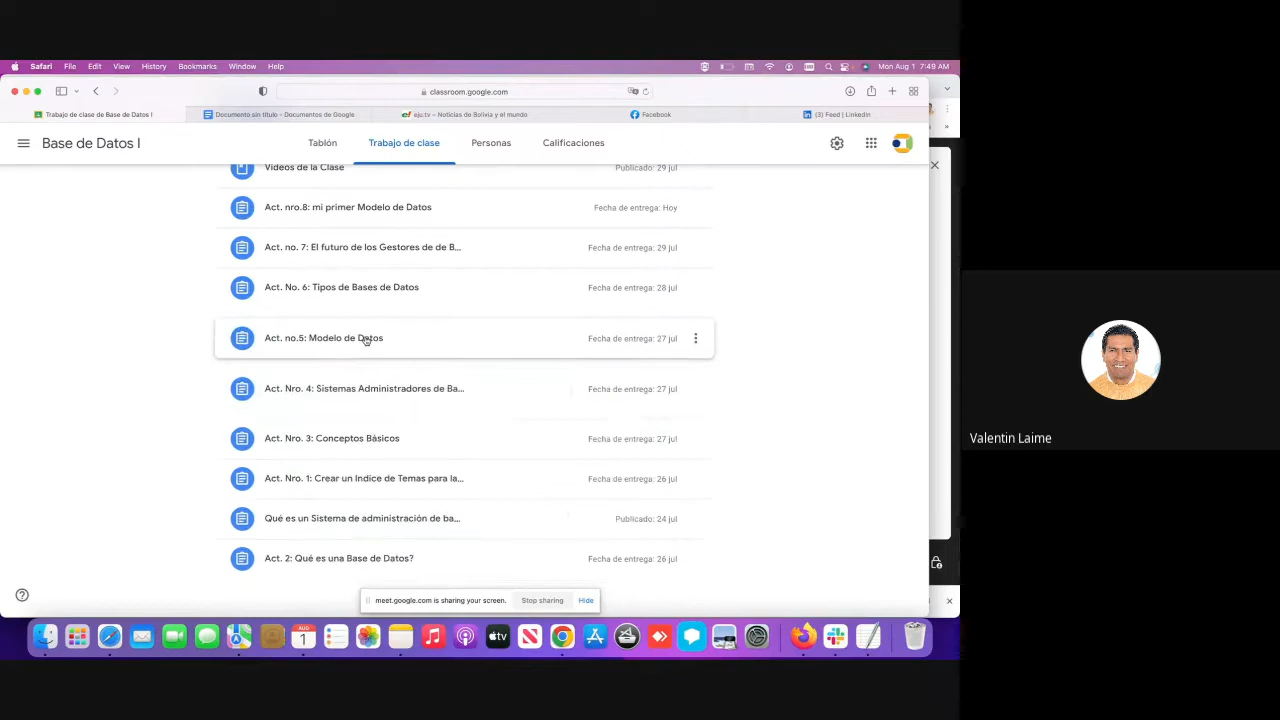 Safari File Edit View History Bookmarks Window Help Mon Aug 1 7:49 AM
classroom.google.com
Trabajo de clase de Base de Datos I Documento sin título - Documentos de Google eju.tv – Noticias de Bolivia y el mundo Facebook (3) Feed | LinkedIn
Base de Datos I Tablón Trabajo de clase Personas Calificaciones
Videos de la Clase Publicado: 29 jul
Act. nro.8: mi primer Modelo de Datos Fecha de entrega: Hoy
Act. no. 7: El futuro de los Gestores de de B... Fecha de entrega: 29 jul
Act. No. 6: Tipos de Bases de Datos Fecha de entrega: 28 jul
Act. no.5: Modelo de Datos Fecha de entrega: 27 jul
Act. Nro. 4: Sistemas Administradores de Ba... Fecha de entrega: 27 jul
Act. Nro. 3: Conceptos Básicos Fecha de entrega: 27 jul
Valentin Laime
Act. Nro. 1: Crear un Indice de Temas para la... Fecha de entrega: 26 jul
Qué es un Sistema de administración de ba... Publicado: 24 jul
Act. 2: Qué es una Base de Datos? Fecha de entrega: 26 jul
meet.google.com is sharing your screen. Stop sharing Hide
AUG
1
tv